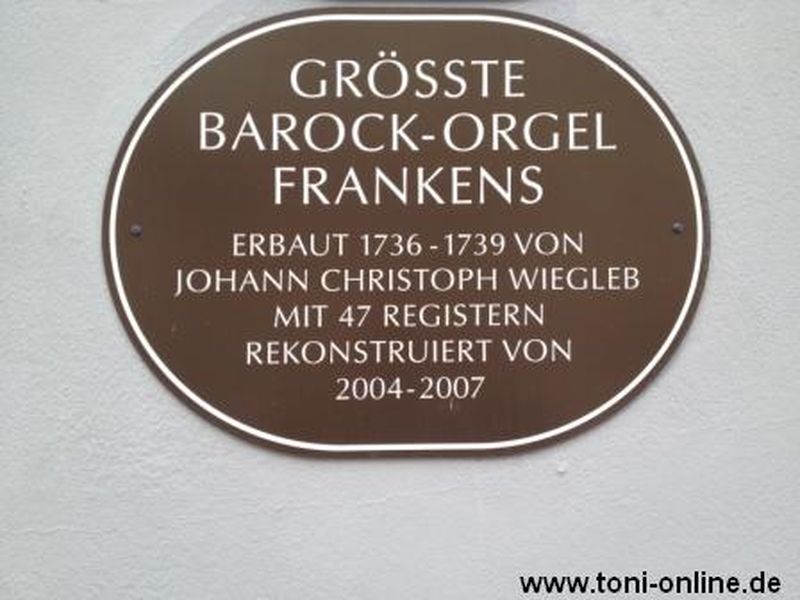 GRÖSSTE
BAROCK-ORGEL
FRANKENS
ERBAUT 1736-1739 VON
JOHANN CHRISTOPH WIEGLEB
MIT 47 REGISTERN
REKONSTRUIERT VON
2004-2007
www.toni-online.de